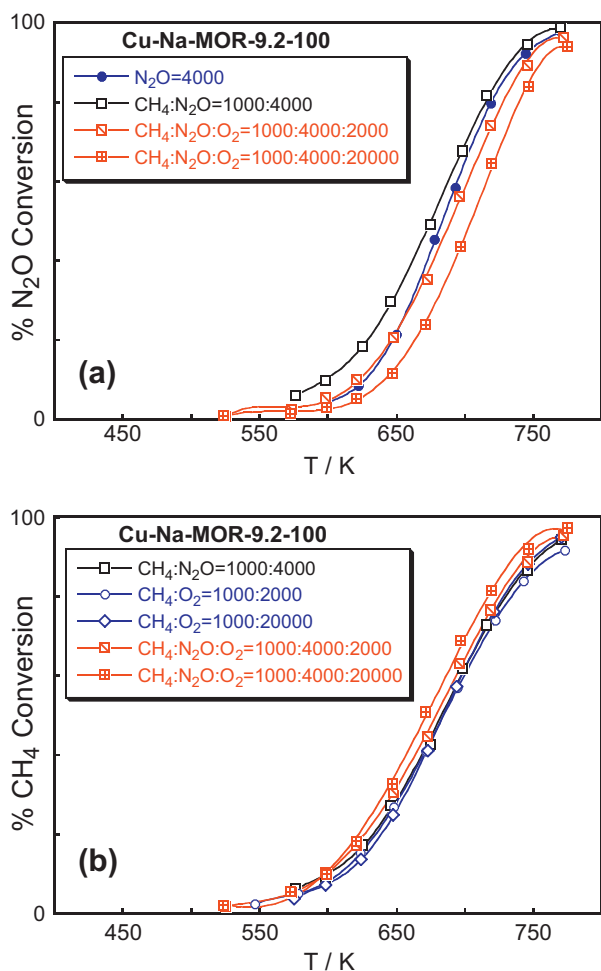 100
Cu-Na-MOR-9.2-100
N₂O=4000
CH₄:N₂O=1000:4000
CH₄:N₂O:O₂=1000:4000:2000
CH₄:N₂O:O₂=1000:4000:20000
% N₂O Conversion
(a)
0
450 550 650 750
T / K
100
Cu-Na-MOR-9.2-100
CH₄:N₂O=1000:4000
CH₄:O₂=1000:2000
CH₄:O₂=1000:20000
CH₄:N₂O:O₂=1000:4000:2000
CH₄:N₂O:O₂=1000:4000:20000
% CH₄ Conversion
(b)
0
450 550 650 750
T / K